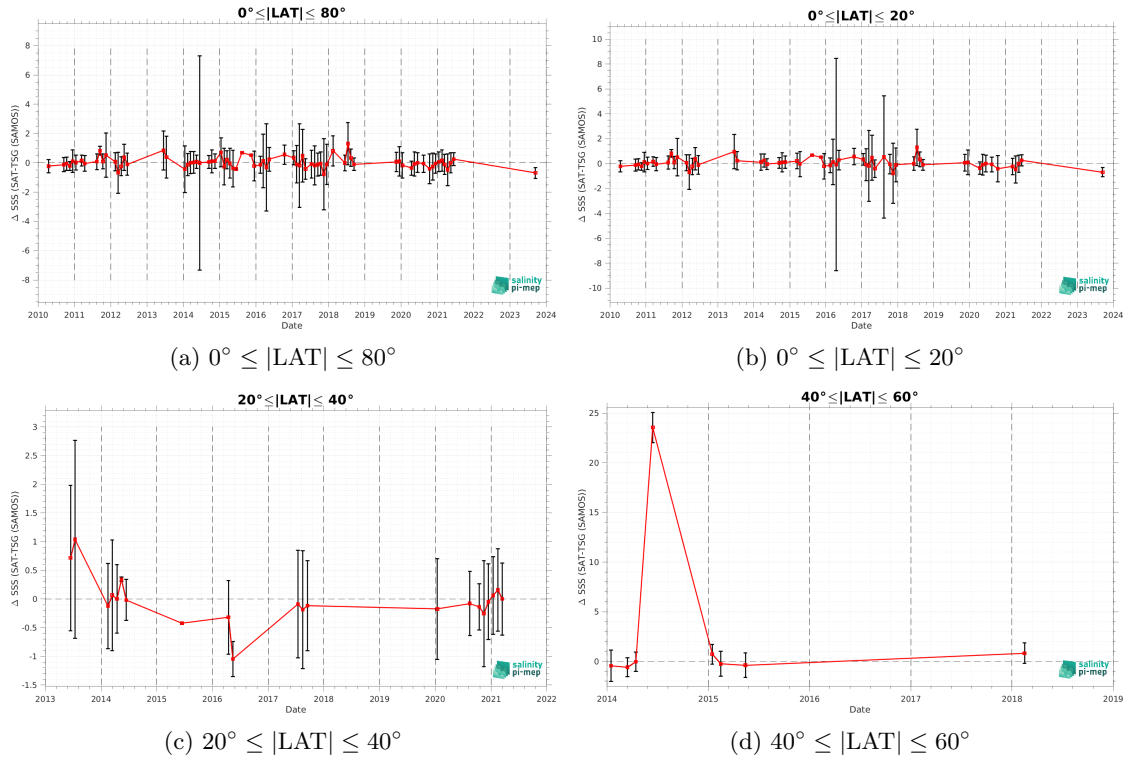 0°≤|LAT|≤ 80°
Δ SSS (SAT-TSG (SAMOS))
8
6
4
2
0
-2
-4
-6
-8
2010 2011 2012 2013 2014 2015 2016 2017 2018 2019 2020 2021 2022 2023 2024
Date
salinity
pi-mep
(a) 0° ≤ |LAT| ≤ 80°
0°≤|LAT|≤ 20°
Δ SSS (SAT-TSG (SAMOS))
10
8
6
4
2
0
-2
-4
-6
-8
-10
2010 2011 2012 2013 2014 2015 2016 2017 2018 2019 2020 2021 2022 2023 2024
Date
salinity
pi-mep
(b) 0° ≤ |LAT| ≤ 20°
20°≤|LAT|≤ 40°
Δ SSS (SAT-TSG (SAMOS))
3
2.5
2
1.5
1
0.5
0
-0.5
-1
-1.5
2013 2014 2015 2016 2017 2018 2019 2020 2021 2022
Date
salinity
pi-mep
(c) 20° ≤ |LAT| ≤ 40°
40°≤|LAT|≤ 60°
Δ SSS (SAT-TSG (SAMOS))
25
20
15
10
5
0
2014 2015 2016 2017 2018 2019
Date
salinity
pi-mep
(d) 40° ≤ |LAT| ≤ 60°